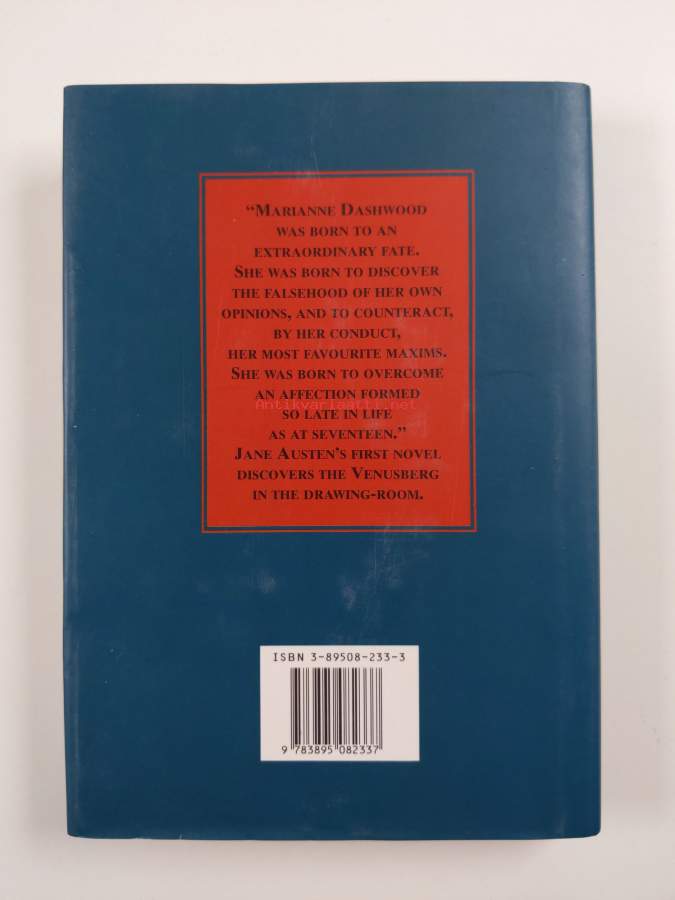 “MARIANNE DASHWOOD
WAS BORN TO AN
EXTRAORDINARY FATE.
SHE WAS BORN TO DISCOVER
THE FALSEHOOD OF HER OWN
OPINIONS, AND TO COUNTERACT,
BY HER CONDUCT,
HER MOST FAVOURITE MAXIMS.
SHE WAS BORN TO OVERCOME
AN AFFECTION FORMED
Antikvariaatti.net
SO LATE IN LIFE
AS AT SEVENTEEN.”
JANE AUSTEN’S FIRST NOVEL
DISCOVERS THE VENUSBERG
IN THE DRAWING-ROOM.
ISBN 3-89508-233-3
9 783895 082337